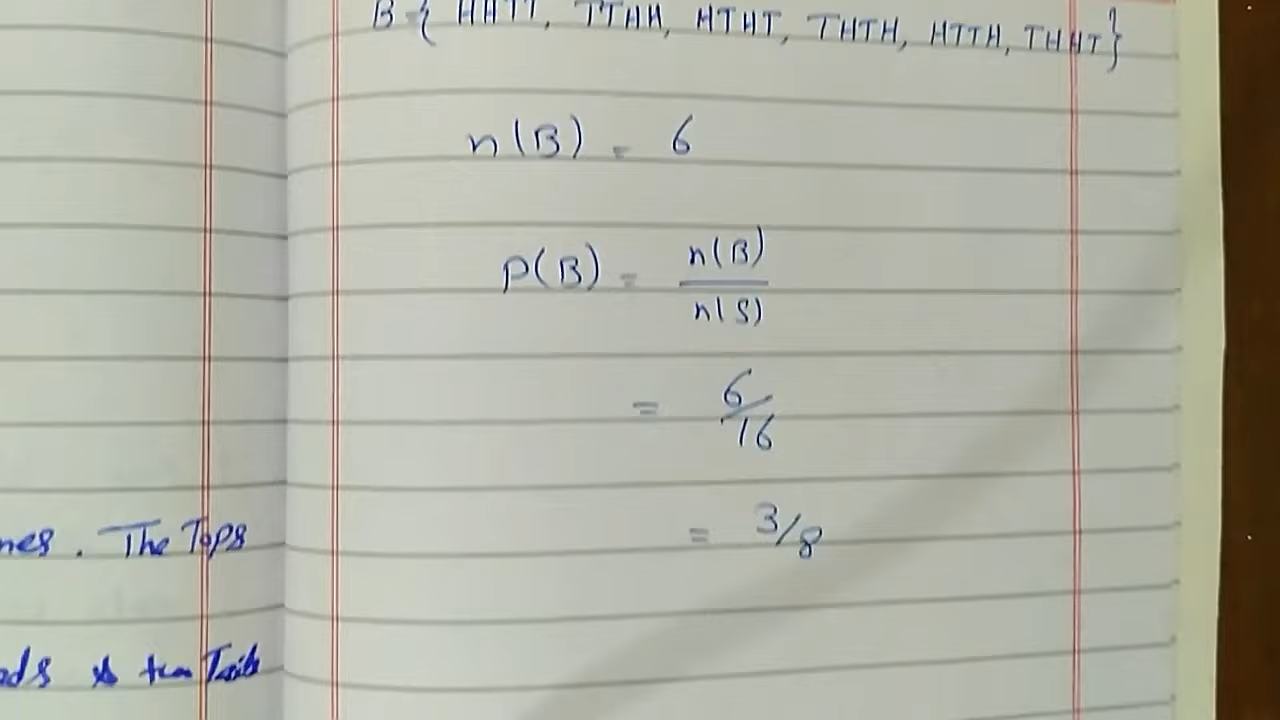 B = { HHTT, TTHH, HTHT, THTH, HTTH, THHT}
n(B) = 6
P(B) = n(B) / n(S)
= 6/16
= 3/8
nes . The Tops
ads & two Tails